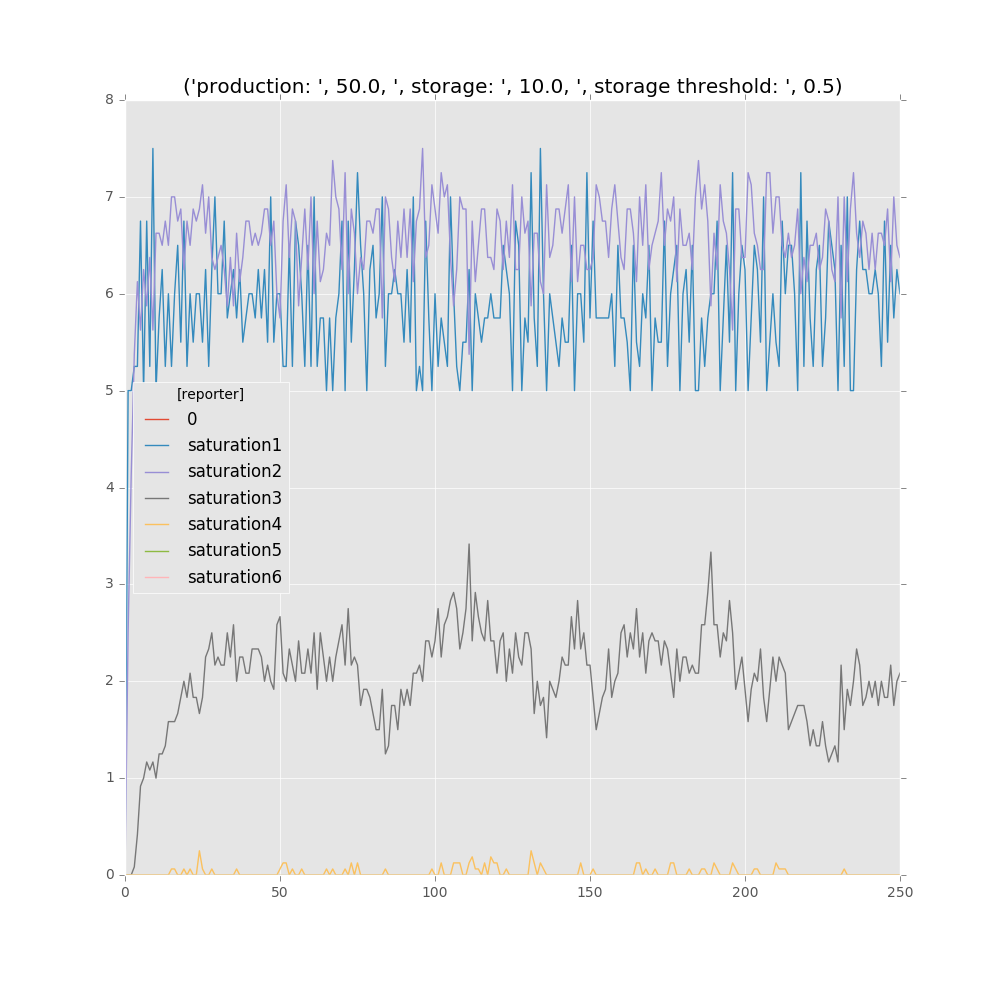 ('production: ', 50.0, ', storage: ', 10.0, ', storage threshold: ', 0.5)
8
7
6
5
4
3
2
1
0
[reporter]
0
saturation1
saturation2
saturation3
saturation4
saturation5
saturation6
0 50 100 150 200 250